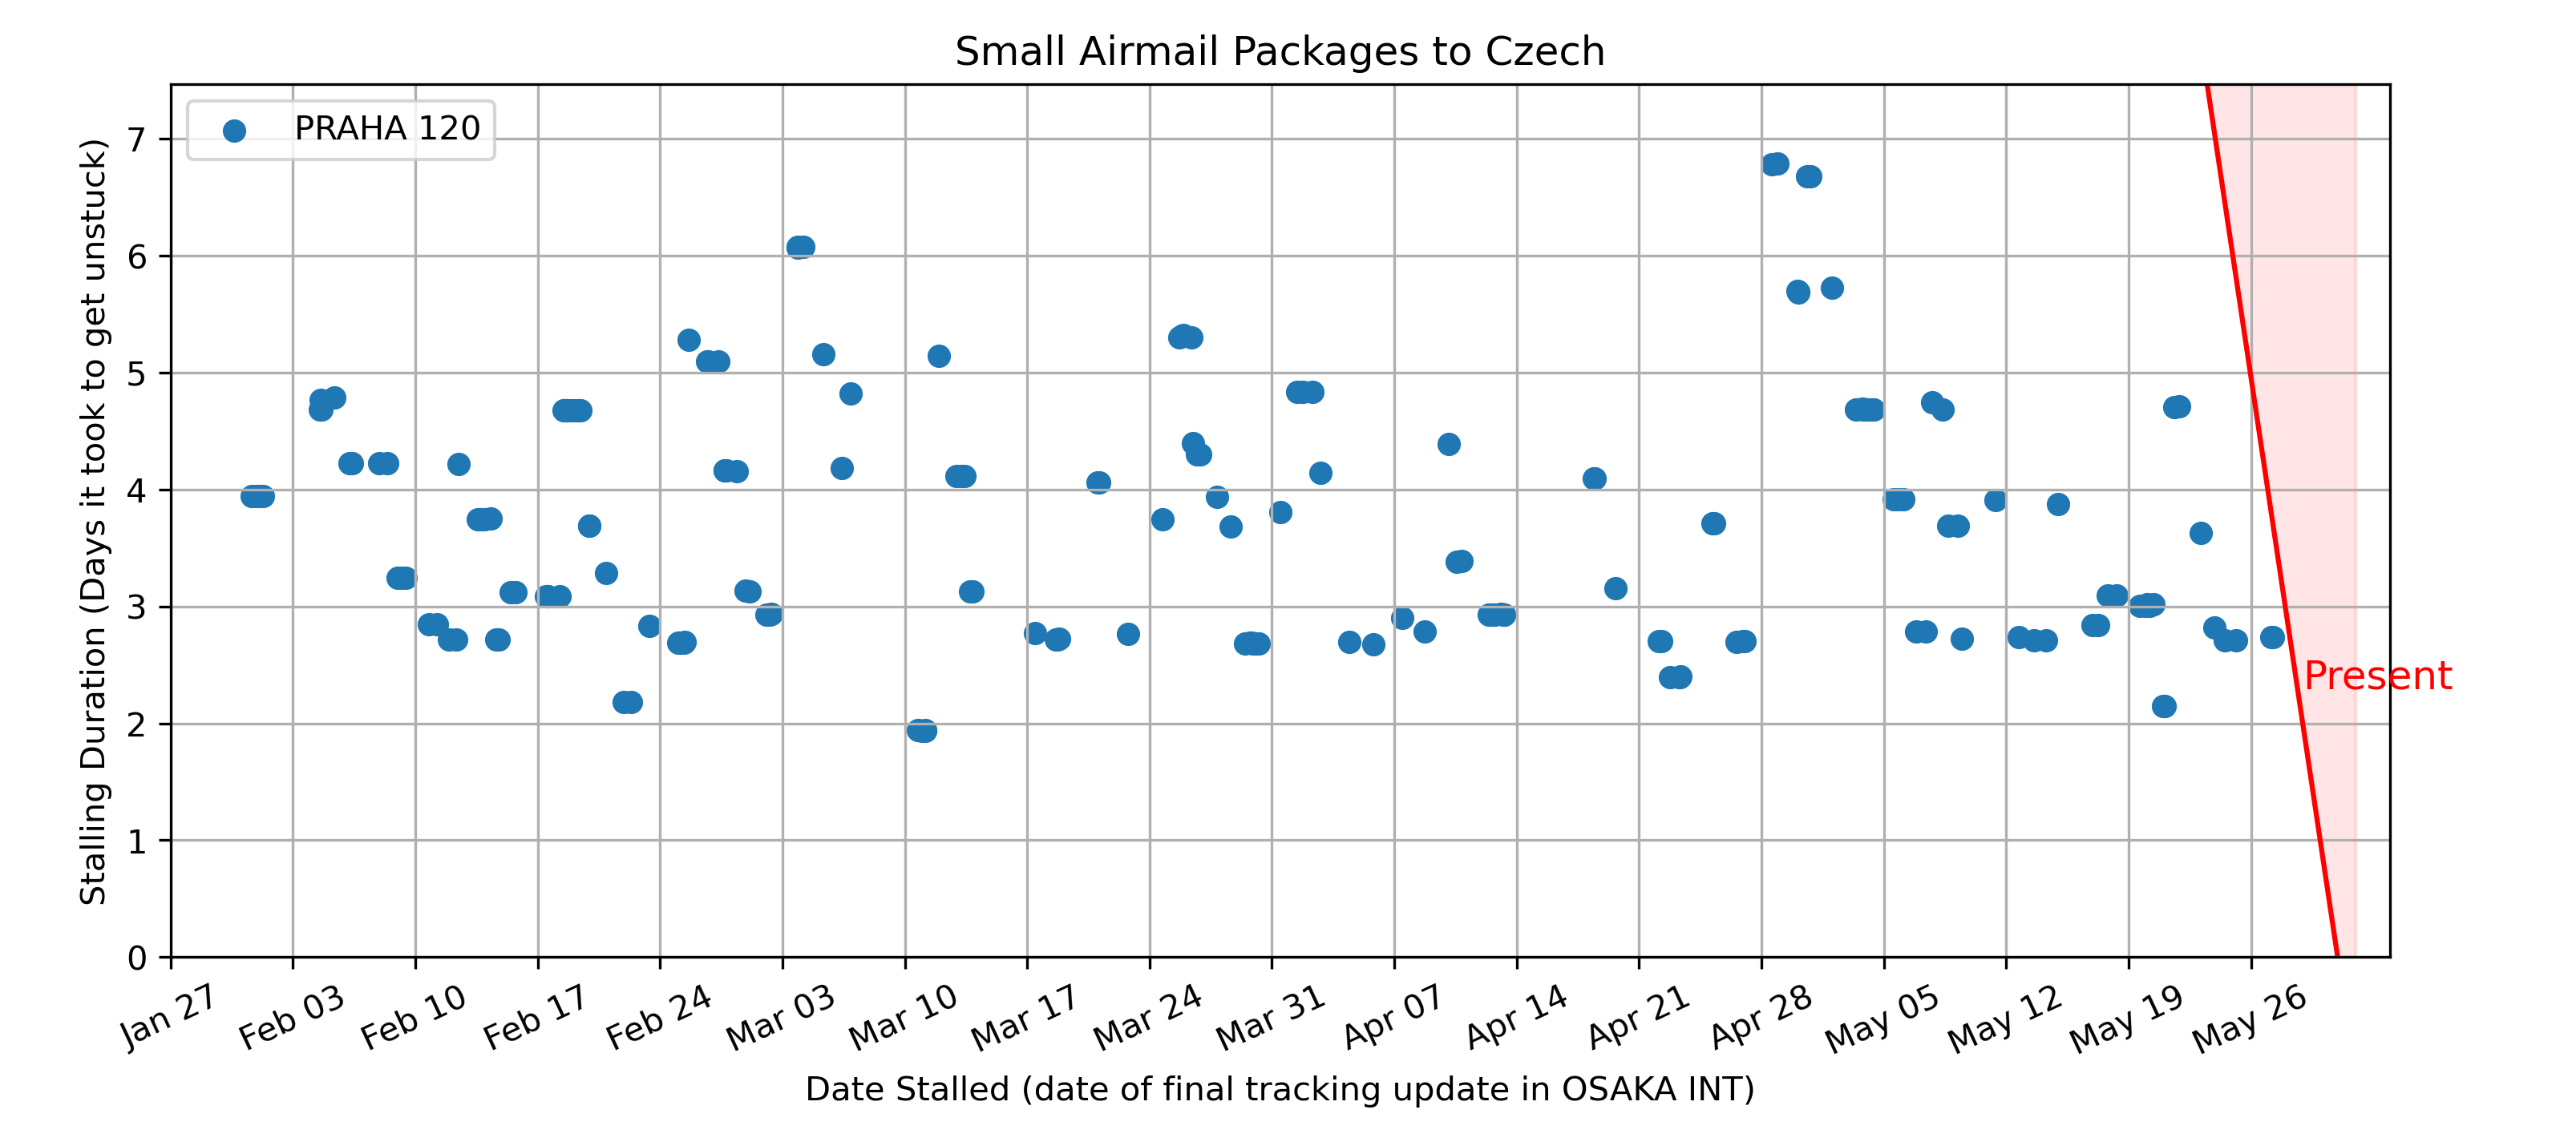 Small Airmail Packages to Czech
PRAHA 120
Stalling Duration (Days it took to get unstuck)
7
6
5
4
3
2
1
0
Present
Jan 27
Feb 03
Feb 10
Feb 17
Feb 24
Mar 03
Mar 10
Mar 17
Mar 24
Mar 31
Apr 07
Apr 14
Apr 21
Apr 28
May 05
May 12
May 19
May 26
Date Stalled (date of final tracking update in OSAKA INT)